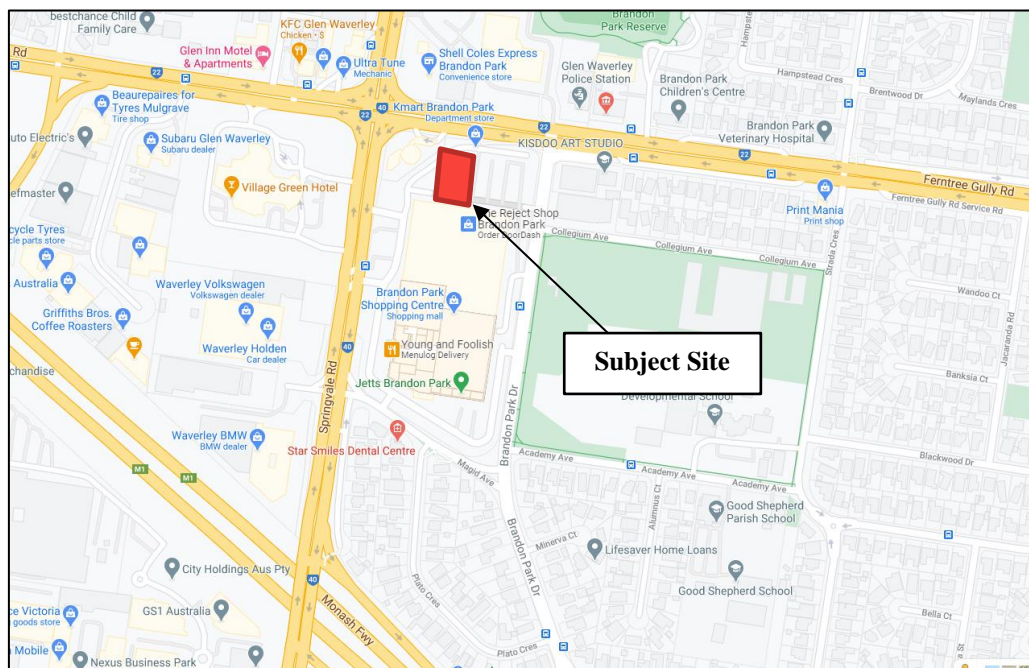 bestchance Child
Family Care
KFC Glen Waverley
Chicken • $
Glen Inn Motel
& Apartments
Rd
22
Ultra Tune
Mechanic
Shell Coles Express
Brandon Park
Convenience store
Brandon
Park Reserve
Glen Waverley
Police Station
Brandon Park
Children's Centre
Hampstead Cres
Brentwood Dr
Maylands Cres
Beaurepaires for
Tyres Mulgrave
Tire shop
40
22
Kmart Brandon Park
Department store
22
KISDOO ART STUDIO
Brandon Park
Veterinary Hospital
22
uto Electric's
Subaru Glen Waverley
Subaru dealer
Village Green Hotel
efmaster
Ferntree Gully Rd
Ferntree Gully Rd Service Rd
Print Mania
Print shop
The Reject Shop
Brandon Park
Order DoorDash
cycle Tyres
cle parts store
Collegium Ave
Collegium Ave
Strada Cres
Australia
Waverley Volkswagen
Volkswagen dealer
Wandoo Ct
Brandon Park
Shopping Centre
Shopping mall
Griffiths Bros.
Coffee Roasters
Waverley Holden
Car dealer
40
Young and Foolish
Menulog Delivery
Subject Site
Jacaranda Rd
Banksia Ct
Springvale Rd
Jetts Brandon Park
Developmental School
rchandise
Brandon Park Dr
Waverley BMW
BMW dealer
Star Smiles Dental Centre
Blackwood Dr
M1
M1
Magid Ave
Academy Ave
Academy Ave
Academy Ave
Alumnus Ct
Good Shepherd
Parish School
Brandon Park Dr
Minerva Ct
Lifesaver Home Loans
City Holdings Aus Pty
40
Plato Cres
Good Shepherd School
Monash Fwy
ce Victoria
goods store
GS1 Australia
Bella Ct
Mobile
Nexus Business Park
Plato Cres